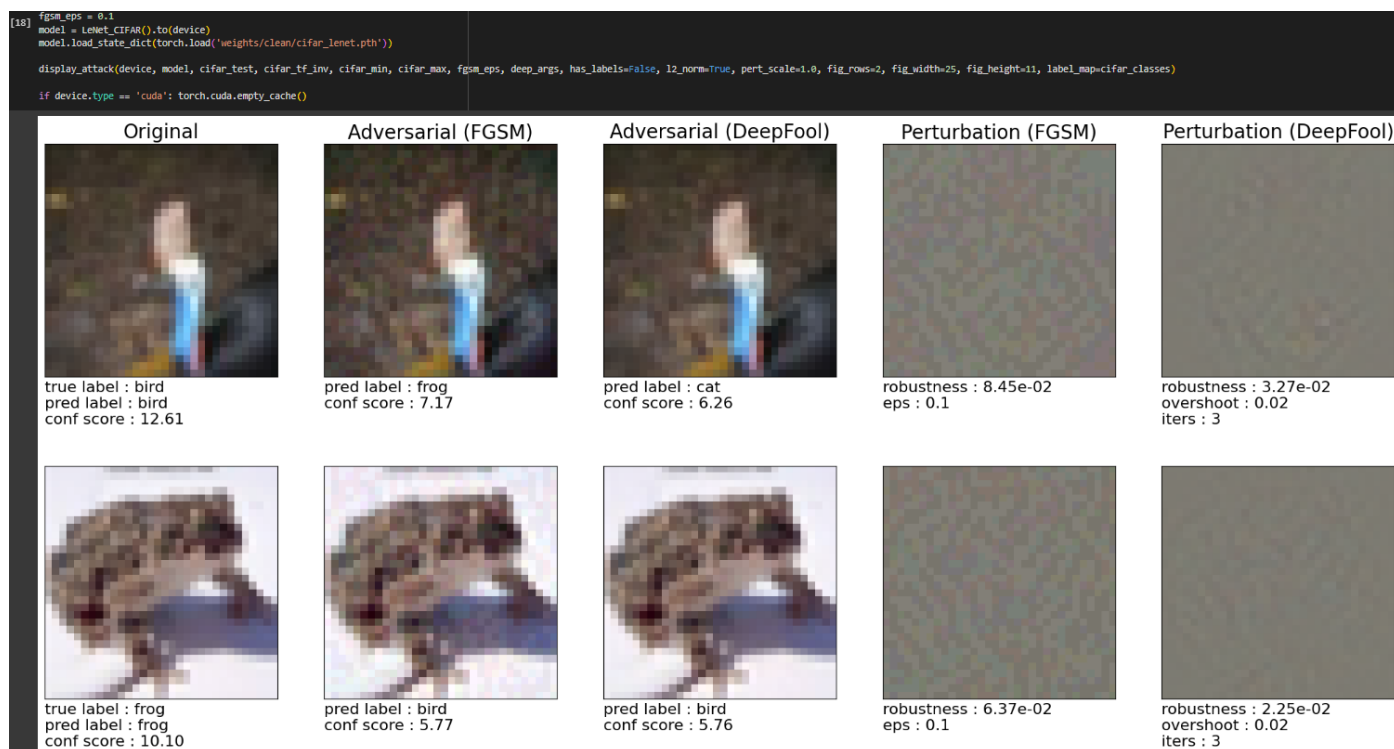 [18]
fgsm_eps = 0.1
model = LeNet_CIFAR().to(device)
model.load_state_dict(torch.load('weights/clean/cifar_lenet.pth'))
display_attack(device, model, cifar_test, cifar_tf_inv, cifar_min, cifar_max, fgsm_eps, deep_args, has_labels=False, l2_norm=True, pert_scale=1.0, fig_rows=2, fig_width=25, fig_height=11, label_map=cifar_classes)
if device.type == 'cuda': torch.cuda.empty_cache()
Original
Adversarial (FGSM)
Adversarial (DeepFool)
Perturbation (FGSM)
Perturbation (DeepFool)
true label : bird
pred label : bird
conf score : 12.61
pred label : frog
conf score : 7.17
pred label : cat
conf score : 6.26
robustness : 8.45e-02
eps : 0.1
robustness : 3.27e-02
overshoot : 0.02
iters : 3
true label : frog
pred label : frog
conf score : 10.10
pred label : bird
conf score : 5.77
pred label : bird
conf score : 5.76
robustness : 6.37e-02
eps : 0.1
robustness : 2.25e-02
overshoot : 0.02
iters : 3